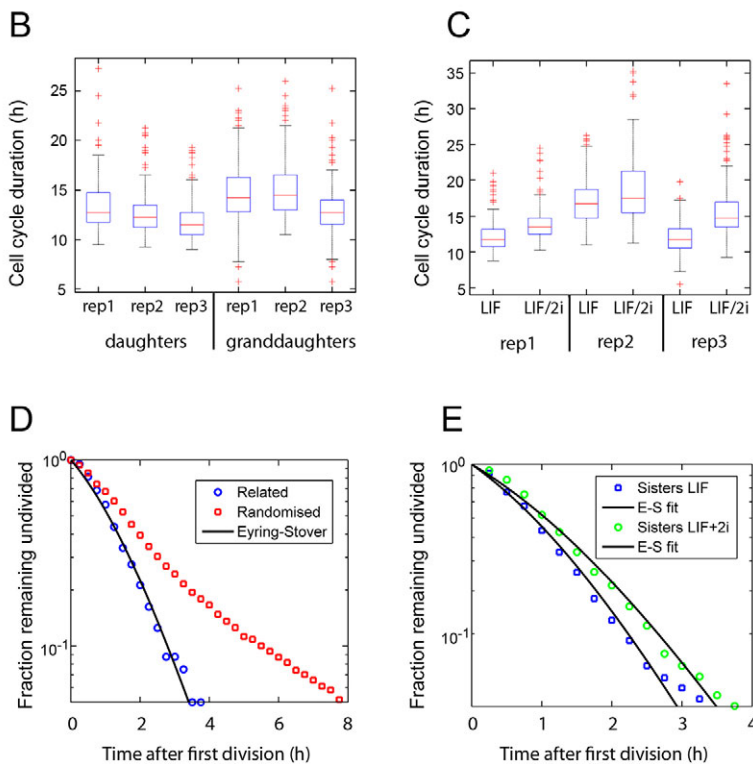 B
Cell cycle duration (h)
25
20
15
10
5
rep1 rep2 rep3 rep1 rep2 rep3
daughters granddaughters
C
Cell cycle duration (h)
35
30
25
20
15
10
5
LIF LIF/2i LIF LIF/2i LIF LIF/2i
rep1 rep2 rep3
D
Fraction remaining undivided
10^0
10^-1
Related
Randomised
Eyring-Stover
0 2 4 6 8
Time after first division (h)
E
Fraction remaining undivided
10^0
10^-1
Sisters LIF
E-S fit
Sisters LIF+2i
E-S fit
0 1 2 3 4
Time after first division (h)